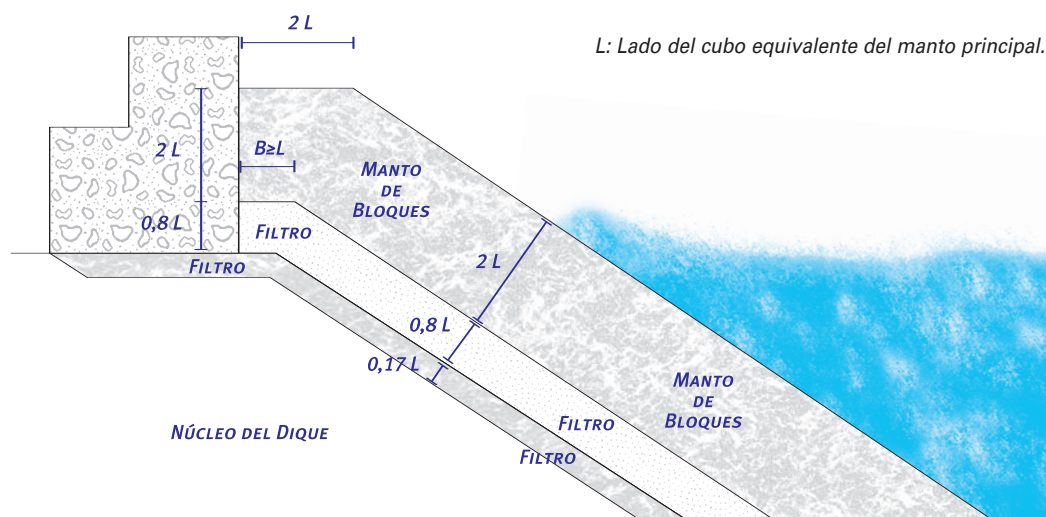 2 L
L: Lado del cubo equivalente del manto principal.
2 L
B≥L
MANTO
DE
BLOQUES
0,8 L
FILTRO
FILTRO
2 L
0,8 L
0,17 L
MANTO
DE
BLOQUES
FILTRO
NÚCLEO DEL DIQUE
FILTRO